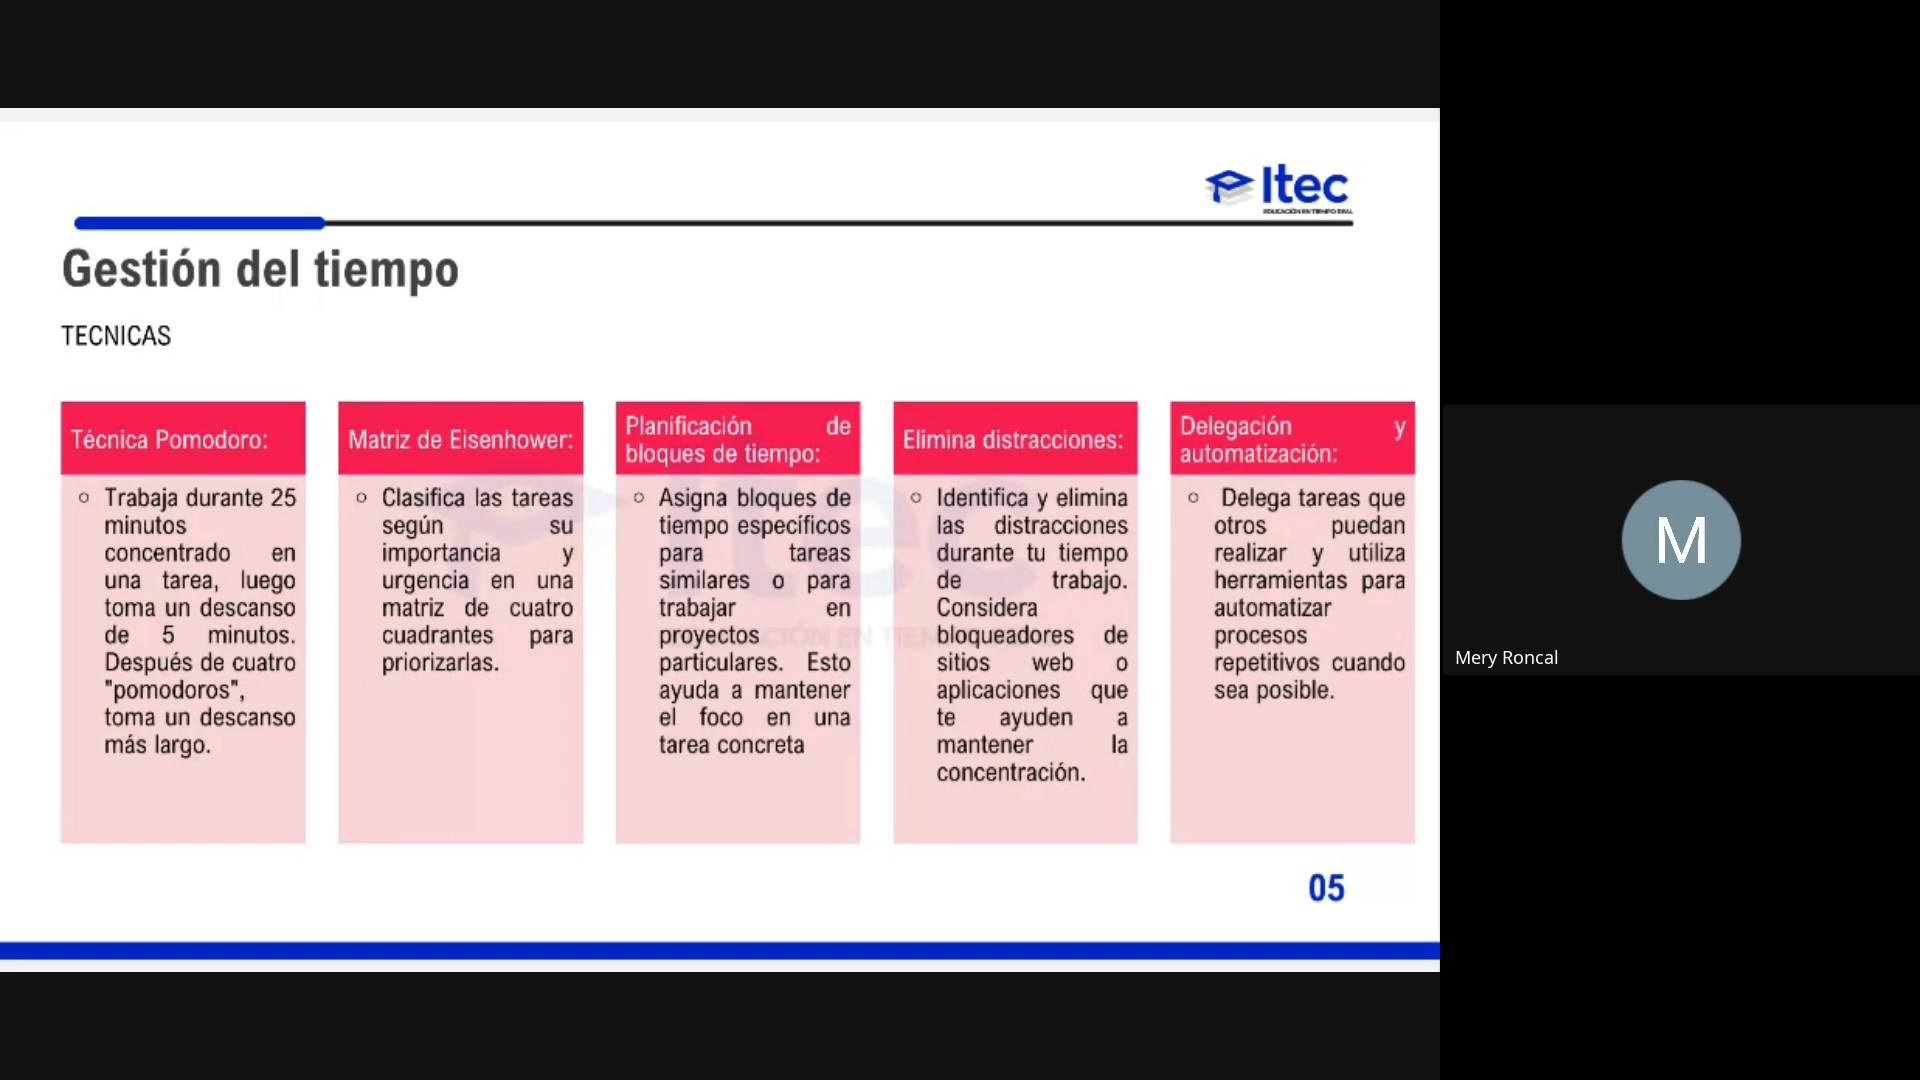 Itec
EDUCACIÓN EN TIEMPO REAL
Gestión del tiempo
TECNICAS
Técnica Pomodoro:
Trabaja durante 25
minutos
concentrado en
una tarea, luego
toma un descanso
de 5 minutos.
Después de cuatro
"pomodoros",
toma un descanso
más largo.
Matriz de Eisenhower:
Clasifica las tareas
según su
importancia y
urgencia en una
matriz de cuatro
cuadrantes para
priorizarlas.
Planificación de
bloques de tiempo:
Asigna bloques de
tiempo específicos
para tareas
similares o para
trabajar en
proyectos
particulares. Esto
ayuda a mantener
el foco en una
tarea concreta
Elimina distracciones:
Identifica y elimina
las distracciones
durante tu tiempo
de trabajo.
Considera
bloqueadores de
sitios web o
aplicaciones que
te ayuden a
mantener la
concentración.
Delegación y
automatización:
Delega tareas que
otros puedan
realizar y utiliza
herramientas para
automatizar
procesos
repetitivos cuando
sea posible.
05
M
Mery Roncal